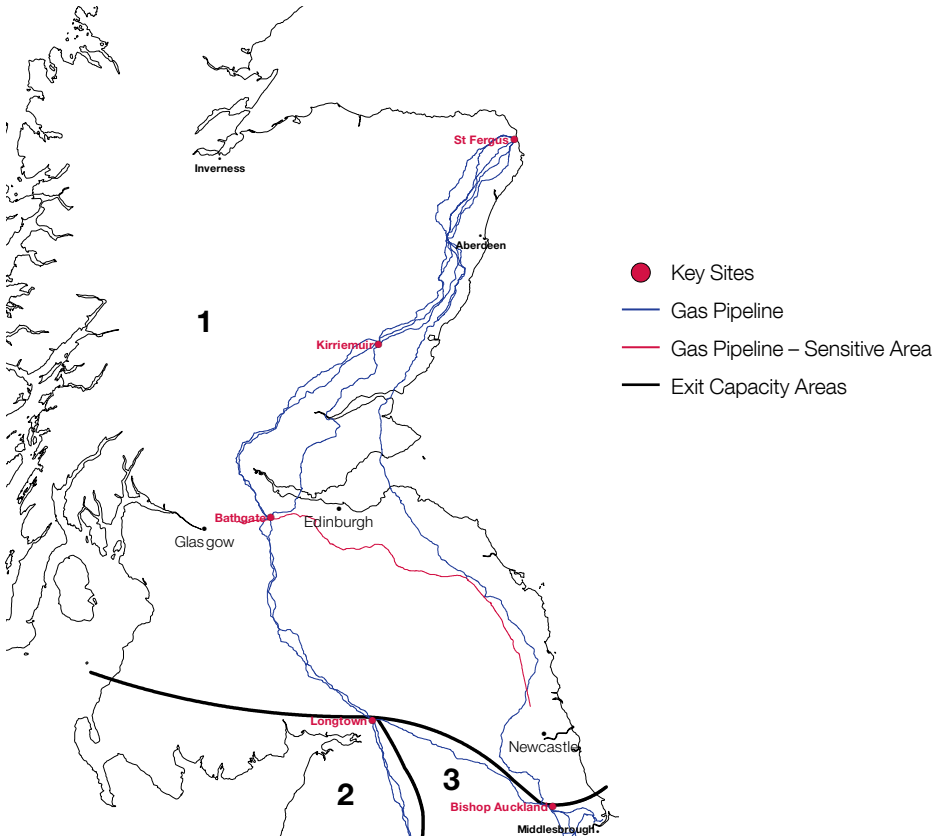 St Fergus
Inverness
Aberdeen
Key Sites
Gas Pipeline
1
Kirriemuir
Gas Pipeline – Sensitive Area
Exit Capacity Areas
Bathgate
Edinburgh
Glasgow
Longtown
Newcastle
3
2
Bishop Auckland
Middlesbrough